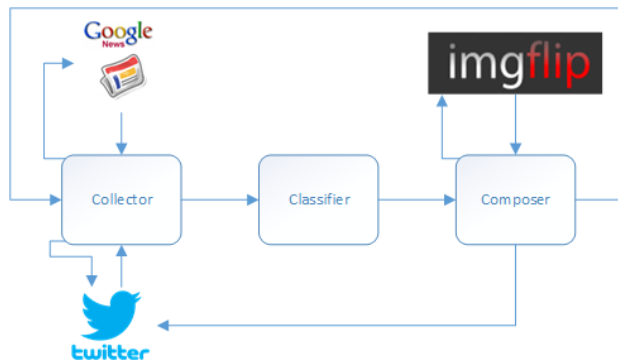 Google
News
imgflip
Collector
Classifier
Composer
twitter